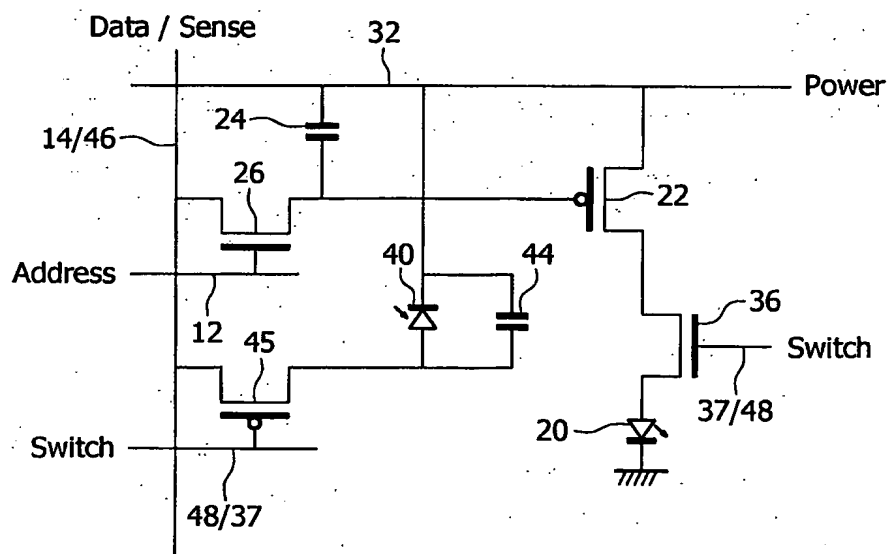 Data / Sense
32
Power
24
14/46
26
22
Address
12
40
44
36
45
Switch
37/48
20
Switch
48/37